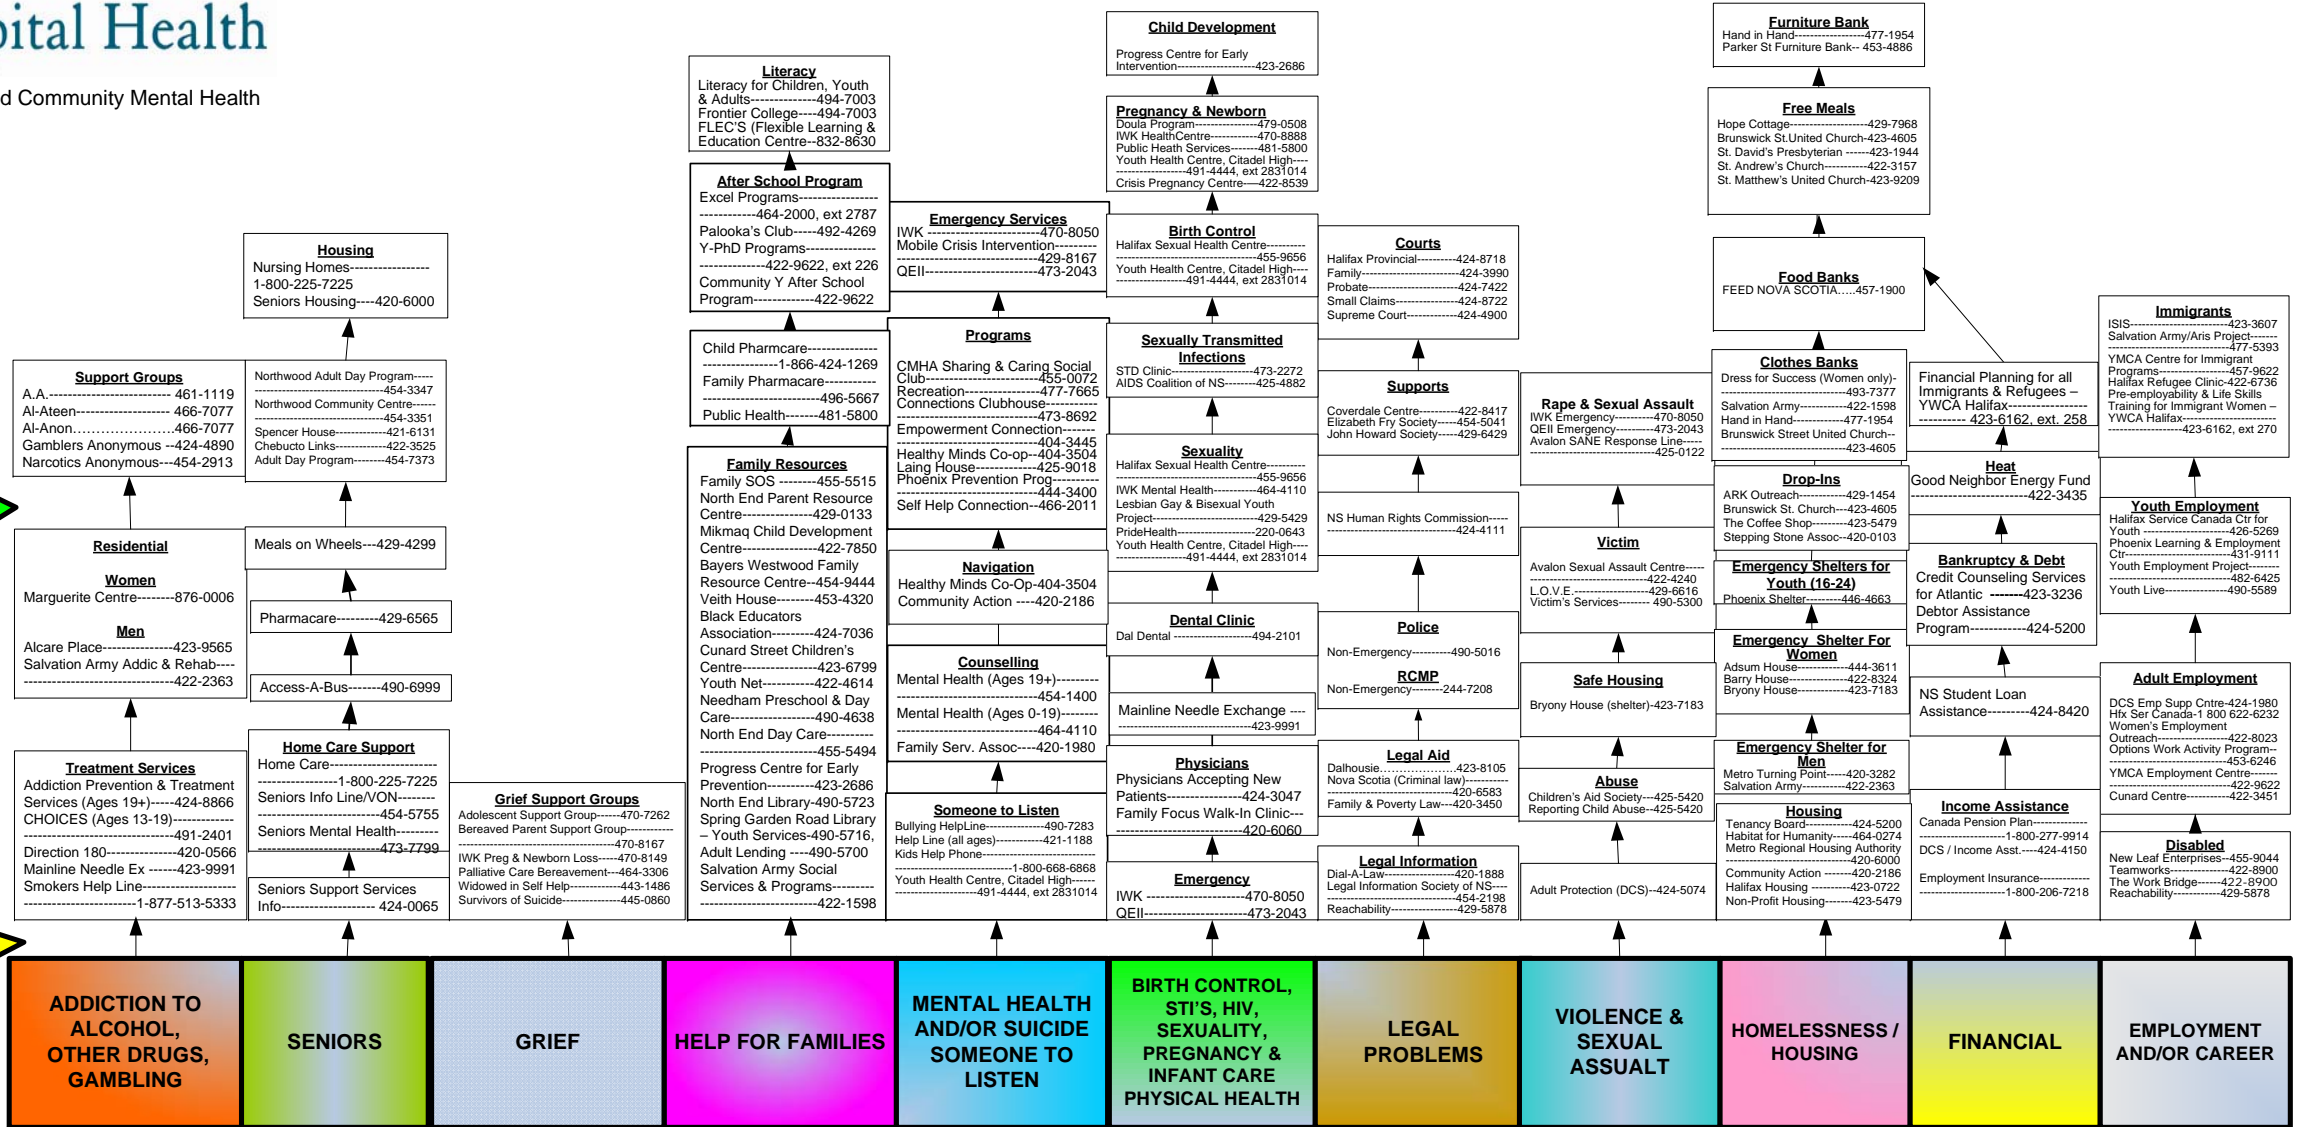 pital Health
d Community Mental Health
Support Groups
A.A.------------------------- 461-1119
Al-Ateen------------------- 466-7077
Al-Anon…………………466-7077
Gamblers Anonymous --424-4890
Narcotics Anonymous---454-2913
Residential
Women
Marguerite Centre--------876-0006
Men
Alcare Place---------------423-9565
Salvation Army Addic & Rehab----
-------------------------------422-2363
Treatment Services
Addiction Prevention & Treatment
Services (Ages 19+)-----424-8866
CHOICES (Ages 13-19)------------
-------------------------------491-2401
Direction 180--------------420-0566
Mainline Needle Ex -----423-9991
Smokers Help Line-------------------
-----------------------1-877-513-5333
ADDICTION TO
ALCOHOL,
OTHER DRUGS,
GAMBLING
Housing
Nursing Homes-----------------
1-800-225-7225
Seniors Housing----420-6000
Northwood Adult Day Program-----
--------------------------------454-3347
Northwood Community Centre------
--------------------------------454-3351
Spencer House--------------421-6131
Chebucto Links-------------422-3525
Adult Day Program--------454-7373
Meals on Wheels---429-4299
Pharmacare---------429-6565
Access-A-Bus-------490-6999
Home Care Support
Home Care-----------------------
----------------1-800-225-7225
Seniors Info Line/VON--------
-------------------------454-5755
Seniors Mental Health---------
-------------------------473-7799
Seniors Support Services
Info----------------- 424-0065
SENIORS
Grief Support Groups
Adolescent Support Group------470-7262
Bereaved Parent Support Group------------
-------------------------------------------470-8167
IWK Preg & Newborn Loss-----470-8149
Palliative Care Bereavement----464-3306
Widowed in Self Help------------443-1486
Survivors of Suicide--------------445-0860
GRIEF
Literacy
Literacy for Children, Youth
& Adults--------------494-7003
Frontier College----494-7003
FLEC'S (Flexible Learning &
Education Centre--832-8630
After School Program
Excel Programs-----------------
------------464-2000, ext 2787
Palooka's Club-----492-4269
Y-PhD Programs---------------
--------------422-9622, ext 226
Community Y After School
Program-------------422-9622
Child Pharmcare----------------
----------------1-866-424-1269
Family Pharmacare------------
-------------------------496-5667
Public Health-------481-5800
Family Resources
Family SOS --------455-5515
North End Parent Resource
Centre----------------429-0133
Mikmaq Child Development
Centre----------------422-7850
Bayers Westwood Family
Resource Centre--454-9444
Veith House--------453-4320
Black Educators
Association---------424-7036
Cunard Street Children's
Centre----------------423-6799
Youth Net-----------422-4614
Needham Preschool & Day
Care------------------490-4638
North End Day Care-----------
-------------------------455-5494
Progress Centre for Early
Prevention-----------423-2686
North End Library-490-5723
Spring Garden Road Library
– Youth Services-490-5716,
Adult Lending ----490-5700
Salvation Army Social
Services & Programs---------
-------------------------422-1598
HELP FOR FAMILIES
Emergency Services
IWK ------------------------470-8050
Mobile Crisis Intervention---------
------------------------------429-8167
QEII------------------------473-2043
Programs
CMHA Sharing & Caring Social
Club------------------------455-0072
Recreation---------------477-7665
Connections Clubhouse-----------
-----------------------------473-8692
Empowerment Connection-------
-----------------------------404-3445
Healthy Minds Co-op--404-3504
Laing House-------------425-9018
Phoenix Prevention Prog----------
-----------------------------444-3400
Self Help Connection--466-2011
Navigation
Healthy Minds Co-Op-404-3504
Community Action ----420-2186
Counselling
Mental Health (Ages 19+)---------
------------------------------454-1400
Mental Health (Ages 0-19)--------
------------------------------464-4110
Family Serv. Assoc----420-1980
Someone to Listen
Bullying HelpLine---------------490-7283
Help Line (all ages)-------------421-1188
Kids Help Phone-----------------------------
------------------------------1-800-668-6868
Youth Health Centre, Citadel High------
---------------------491-4444, ext 2831014
MENTAL HEALTH
AND/OR SUICIDE
SOMEONE TO
LISTEN
Child Development
Progress Centre for Early
Intervention--------------------423-2686
Pregnancy & Newborn
Doula Program----------------479-0508
IWK HealthCentre------------470-8888
Public Heath Services-------481-5800
Youth Health Centre, Citadel High----
------------------491-4444, ext 2831014
Crisis Pregnancy Centre-—422-8539
Birth Control
Halifax Sexual Health Centre----------
------------------------------------455-9656
Youth Health Centre, Citadel High----
-----------------491-4444, ext 2831014
Sexually Transmitted
Infections
STD Clinic---------------------473-2272
AIDS Coalition of NS--------425-4882
Sexuality
Halifax Sexual Health Centre----------
------------------------------------455-9656
IWK Mental Health-----------464-4110
Lesbian Gay & Bisexual Youth
Project---------------------------429-5429
PrideHealth--------------------220-0643
Youth Health Centre, Citadel High----
-----------------491-4444, ext 2831014
Dental Clinic
Dal Dental --------------------494-2101
Mainline Needle Exchange ----
----------------------------423-9991
Physicians
Physicians Accepting New
Patients----------------424-3047
Family Focus Walk-In Clinic---
--------------------------420-6060
Emergency
IWK ----------------------470-8050
QEII-----------------------473-2043
BIRTH CONTROL,
STI'S, HIV,
SEXUALITY,
PREGNANCY &
INFANT CARE
PHYSICAL HEALTH
Courts
Halifax Provincial----------424-8718
Family-------------------------424-3990
Probate-----------------------424-7422
Small Claims----------------424-8722
Supreme Court-------------424-4900
Supports
Coverdale Centre----------422-8417
Elizabeth Fry Society-----454-5041
John Howard Society-----429-6429
NS Human Rights Commission-----
---------------------------------424-4111
Police
Non-Emergency----------490-5016
RCMP
Non-Emergency--------244-7208
Legal Aid
Dalhousie………………423-8105
Nova Scotia (Criminal law)-----------
--------------------------------420-6583
Family & Poverty Law---420-3450
Legal Information
Dial-A-Law------------------420-1888
Legal Information Society of NS----
--------------------------------454-2198
Reachability-----------------429-5878
LEGAL
PROBLEMS
Rape & Sexual Assault
IWK Emergency---------470-8050
QEII Emergency---------473-2043
Avalon SANE Response Line-----
--------------------------------425-0122
Victim
Avalon Sexual Assault Centre-----
------------------------------422-4240
L.O.V.E.-------------------429-6616
Victim's Services-------- 490-5300
Safe Housing
Bryony House (shelter)-423-7183
Abuse
Children's Aid Society---425-5420
Reporting Child Abuse--425-5420
Adult Protection (DCS)--424-5074
VIOLENCE &
SEXUAL
ASSUALT
Furniture Bank
Hand in Hand------------------477-1954
Parker St Furniture Bank-- 453-4886
Free Meals
Hope Cottage--------------------429-7968
Brunswick St.United Church-423-4605
St. David's Presbyterian ------423-1944
St. Andrew's Church-----------422-3157
St. Matthew's United Church-423-9209
Food Banks
FEED NOVA SCOTIA…..457-1900
Clothes Banks
Dress for Success (Women only)-
--------------------------------493-7377
Salvation Army------------422-1598
Hand in Hand--------------477-1954
Brunswick Street United Church--
--------------------------------423-4605
Drop-Ins
ARK Outreach------------429-1454
Brunswick St. Church---423-4605
The Coffee Shop---------423-5479
Stepping Stone Assoc--420-0103
Emergency Shelters for
Youth (16-24)
Phoenix Shelter---------446-4663
Emergency Shelter For
Women
Adsum House-------------444-3611
Barry House---------------422-8324
Bryony House-------------423-7183
Emergency Shelter for
Men
Metro Turning Point-----420-3282
Salvation Army-----------422-2363
Housing
Tenancy Board------------424-5200
Habitat for Humanity-----464-0274
Metro Regional Housing Authority
--------------------------------420-6000
Community Action --------420-2186
Halifax Housing ----------423-0722
Non-Profit Housing-------423-5479
HOMELESSNESS /
HOUSING
Financial Planning for all
Immigrants & Refugees –
YWCA Halifax-----------------
---------- 423-6162, ext. 258
Heat
Good Neighbor Energy Fund
------------------------422-3435
Bankruptcy & Debt
Credit Counseling Services
for Atlantic -------423-3236
Debtor Assistance
Program------------424-5200
NS Student Loan
Assistance---------424-8420
Income Assistance
Canada Pension Plan------------
-------------------1-800-277-9914
DCS / Income Asst.----424-4150
Employment Insurance----------
-------------------1-800-206-7218
FINANCIAL
Immigrants
ISIS-------------------------423-3607
Salvation Army/Aris Project-------
-------------------------------477-5393
YMCA Centre for Immigrant
Programs------------------457-9622
Halifax Refugee Clinic-422-6736
Pre-employability & Life Skills
Training for Immigrant Women –
YWCA Halifax---------------------
-------------------423-6162, ext 270
Youth Employment
Halifax Service Canada Ctr for
Youth ----------------------426-5269
Phoenix Learning & Employment
Ctr---------------------------431-9111
Youth Employment Project--------
-------------------------------482-6425
Youth Live-----------------490-5589
Adult Employment
DCS Emp Supp Cntre-424-1980
Hfx Ser Canada-1 800 622-6232
Women's Employment
Outreach------------------422-8023
Options Work Activity Program--
------------------------------453-6246
YMCA Employment Centre-------
-------------------------------422-9622
Cunard Centre-----------422-3451
Disabled
New Leaf Enterprises--455-9044
Teamworks--------------422-8900
The Work Bridge------422-8900
Reachability-------------429-5878
EMPLOYMENT
AND/OR CAREER